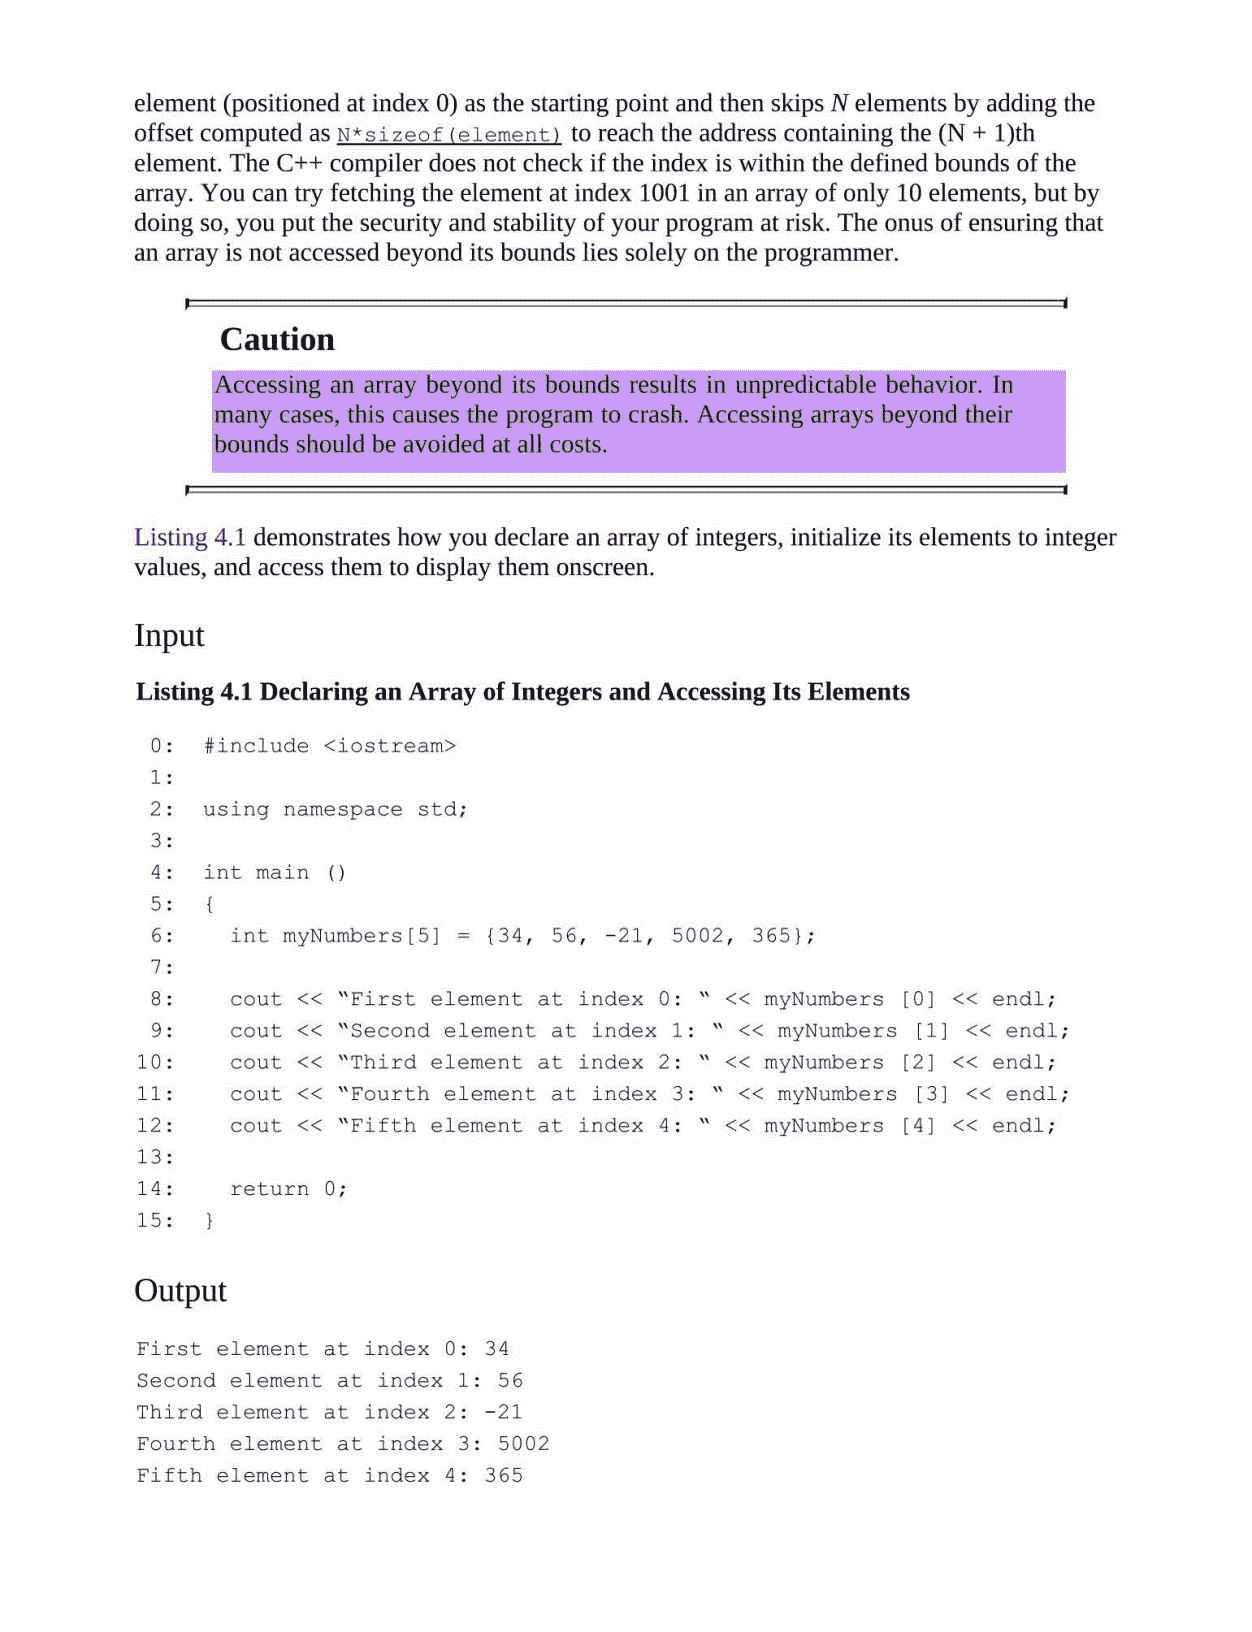 element (positioned at index 0) as the starting point and then skips N elements by adding the
offset computed as N*sizeof(element) to reach the address containing the (N + 1)th
element. The C++ compiler does not check if the index is within the defined bounds of the
array. You can try fetching the element at index 1001 in an array of only 10 elements, but by
doing so, you put the security and stability of your program at risk. The onus of ensuring that
an array is not accessed beyond its bounds lies solely on the programmer.
Caution
Accessing an array beyond its bounds results in unpredictable behavior. In
many cases, this causes the program to crash. Accessing arrays beyond their
bounds should be avoided at all costs.
Listing 4.1 demonstrates how you declare an array of integers, initialize its elements to integer
values, and access them to display them onscreen.
Input
Listing 4.1 Declaring an Array of Integers and Accessing Its Elements
0: #include <iostream>
1:
2: using namespace std;
3:
4: int main ()
5: {
6:   int myNumbers[5] = {34, 56, -21, 5002, 365};
7:
8:   cout << “First element at index 0: “ << myNumbers [0] << endl;
9:   cout << “Second element at index 1: “ << myNumbers [1] << endl;
10:   cout << “Third element at index 2: “ << myNumbers [2] << endl;
11:   cout << “Fourth element at index 3: “ << myNumbers [3] << endl;
12:   cout << “Fifth element at index 4: “ << myNumbers [4] << endl;
13:
14:   return 0;
15: }
Output
First element at index 0: 34
Second element at index 1: 56
Third element at index 2: -21
Fourth element at index 3: 5002
Fifth element at index 4: 365